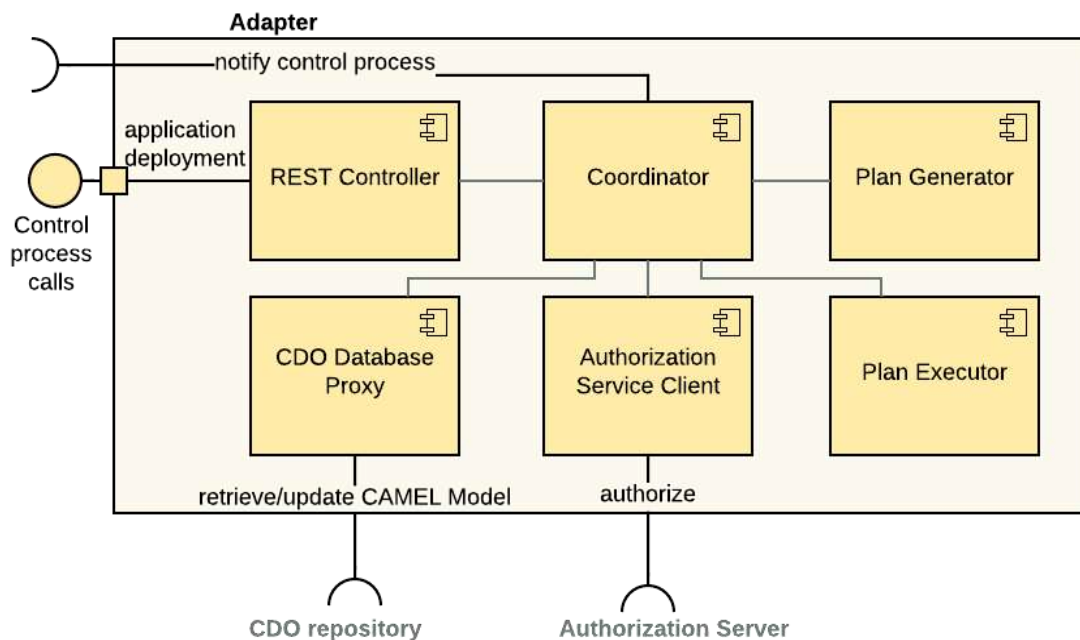 Adapter
notify control process
application
deployment
REST Controller
Coordinator
Plan Generator
Control
process
calls
CDO Database
Proxy
Authorization
Service Client
Plan Executor
retrieve/update CAMEL Model
authorize
CDO repository
Authorization Server